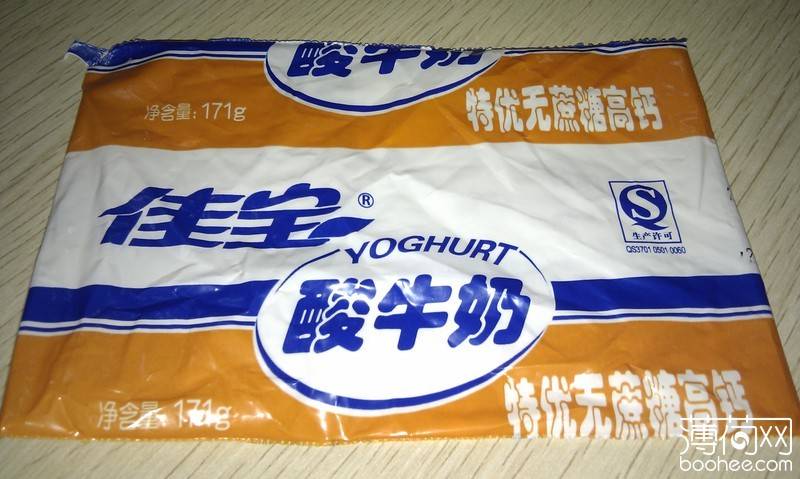 酸牛奶
净含量:171g
特优无蔗糖高钙
佳宝®
YOGHURT
酸牛奶
生产许可
QS3701 0501 0060
净含量:171g
特优无蔗糖高钙
薄荷网
boohee.com